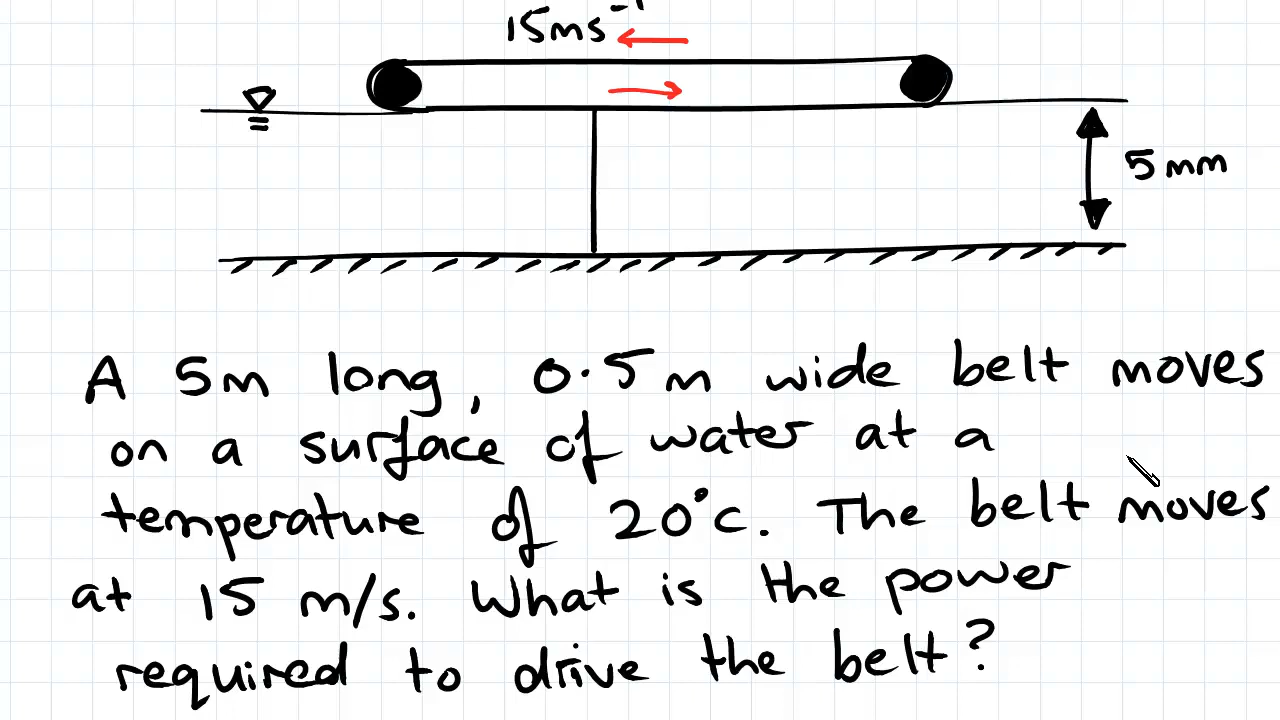 15ms⁻¹
5mm
A 5m long, 0.5m wide belt moves
on a surface of water at a
temperature of 20°c. The belt moves
at 15 m/s. What is the power
required to drive the belt?